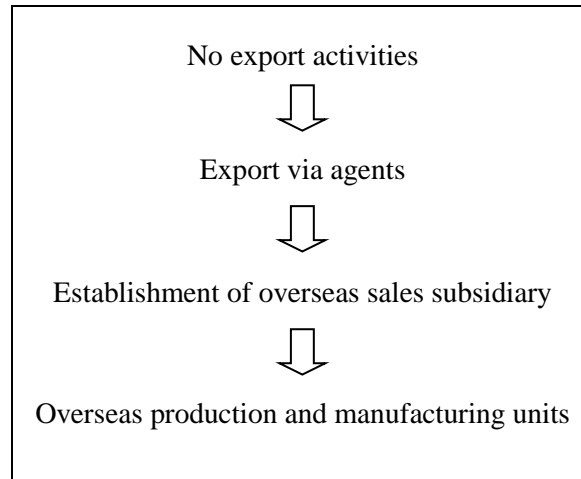 No export activities
Export via agents
Establishment of overseas sales subsidiary
Overseas production and manufacturing units